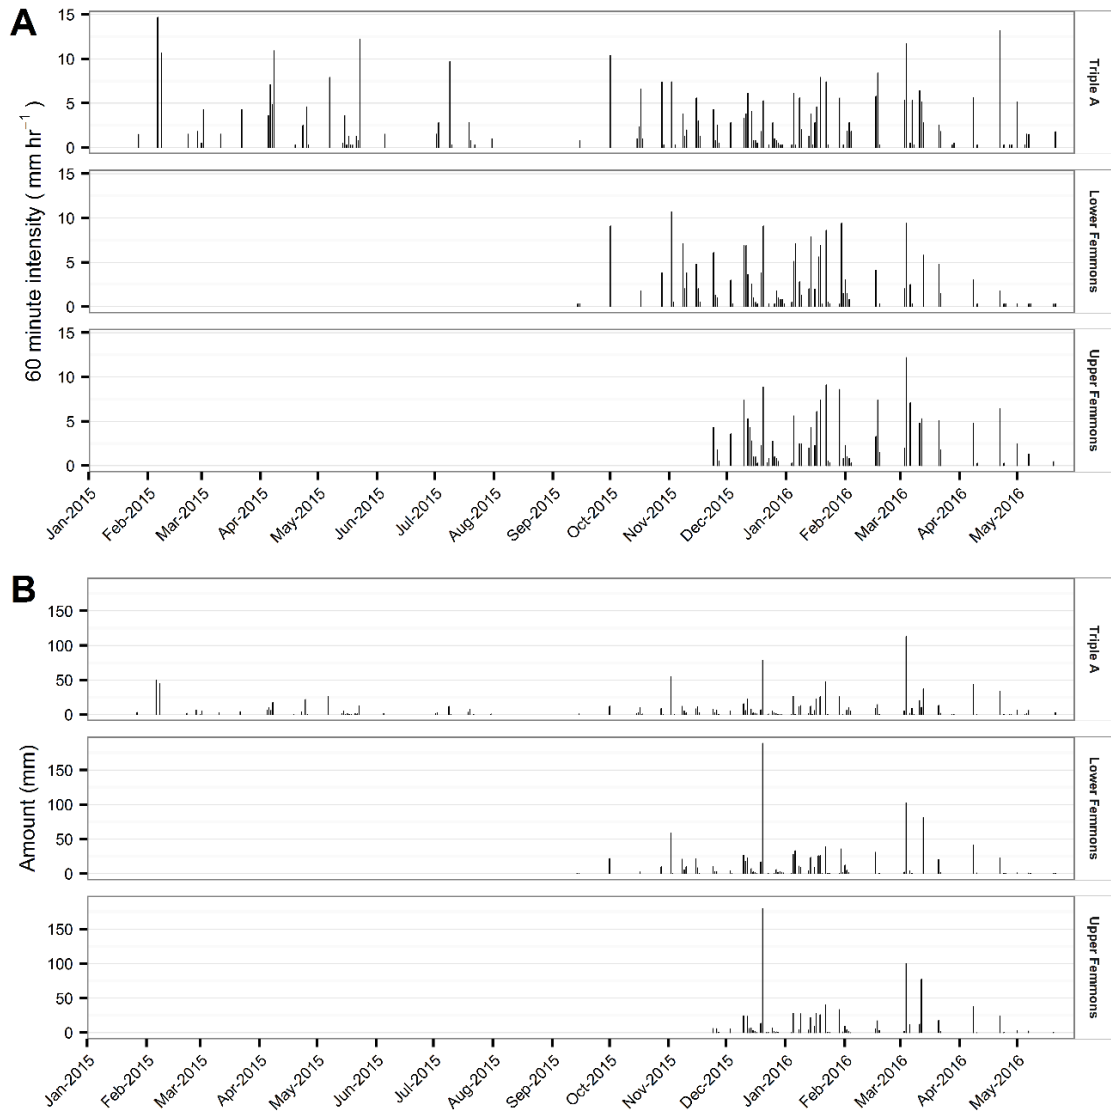 A
15
10
5
0
Triple A
15
10
5
0
Lower Femmons
15
10
5
0
Upper Femmons
60 minute intensity ( mm hr−1 )
Jan-2015
Feb-2015
Mar-2015
Apr-2015
May-2015
Jun-2015
Jul-2015
Aug-2015
Sep-2015
Oct-2015
Nov-2015
Dec-2015
Jan-2016
Feb-2016
Mar-2016
Apr-2016
May-2016
B
150
100
50
0
Triple A
150
100
50
0
Lower Femmons
150
100
50
0
Upper Femmons
Amount (mm)
Jan-2015
Feb-2015
Mar-2015
Apr-2015
May-2015
Jun-2015
Jul-2015
Aug-2015
Sep-2015
Oct-2015
Nov-2015
Dec-2015
Jan-2016
Feb-2016
Mar-2016
Apr-2016
May-2016